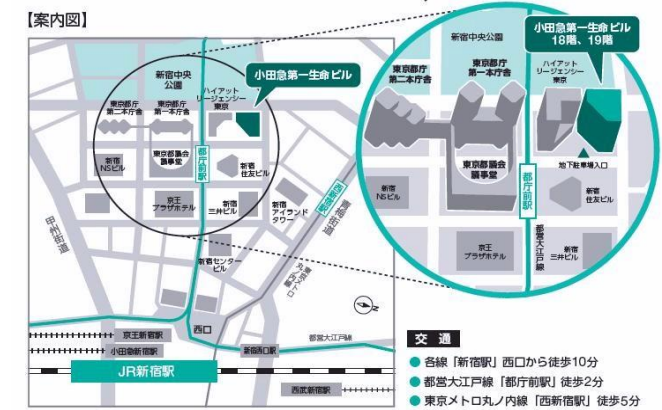 【案内図】
新宿中央
公園
小田急第一生命ビル
東京都庁
第二本庁舎
東京都庁
第一本庁舎
ハイアット
リージェンシー
東京
東京都議会
議事堂
都庁前駅
新宿
NSビル
新宿
住友ビル
京王
プラザホテル
新宿
三井ビル
新宿
アイランド
タワー
西新宿駅
青梅街道
甲州街道
新宿センター
ビル
東京メトロ
丸ノ内線
西口
N
都営大江戸線
京王新宿駅
小田急新宿駅
新宿西口駅
JR新宿駅
西武新宿駅
新宿中央公園
小田急第一生命ビル
18階、19階
東京都庁
第二本庁舎
東京都庁
第一本庁舎
ハイアット
リージェンシー
東京
東京都議会
議事堂
地下駐車場入口
新宿
NSビル
都庁前駅
新宿
住友ビル
京王
プラザホテル
都営大江戸線
新宿
三井ビル
交 通
● 各線「新宿駅」西口から徒歩10分
● 都営大江戸線「都庁前駅」徒歩2分
● 東京メトロ丸ノ内線「西新宿駅」徒歩5分